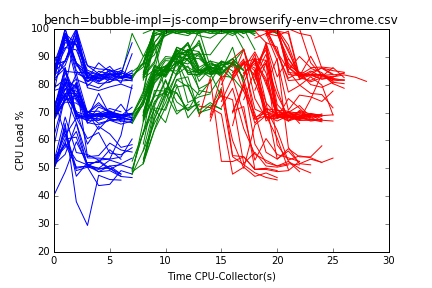 bench=bubble-impl=js-comp=browserify-env=chrome.csv
100
90
80
70
60
50
40
30
20
CPU Load %
0 5 10 15 20 25 30
Time CPU-Collector(s)